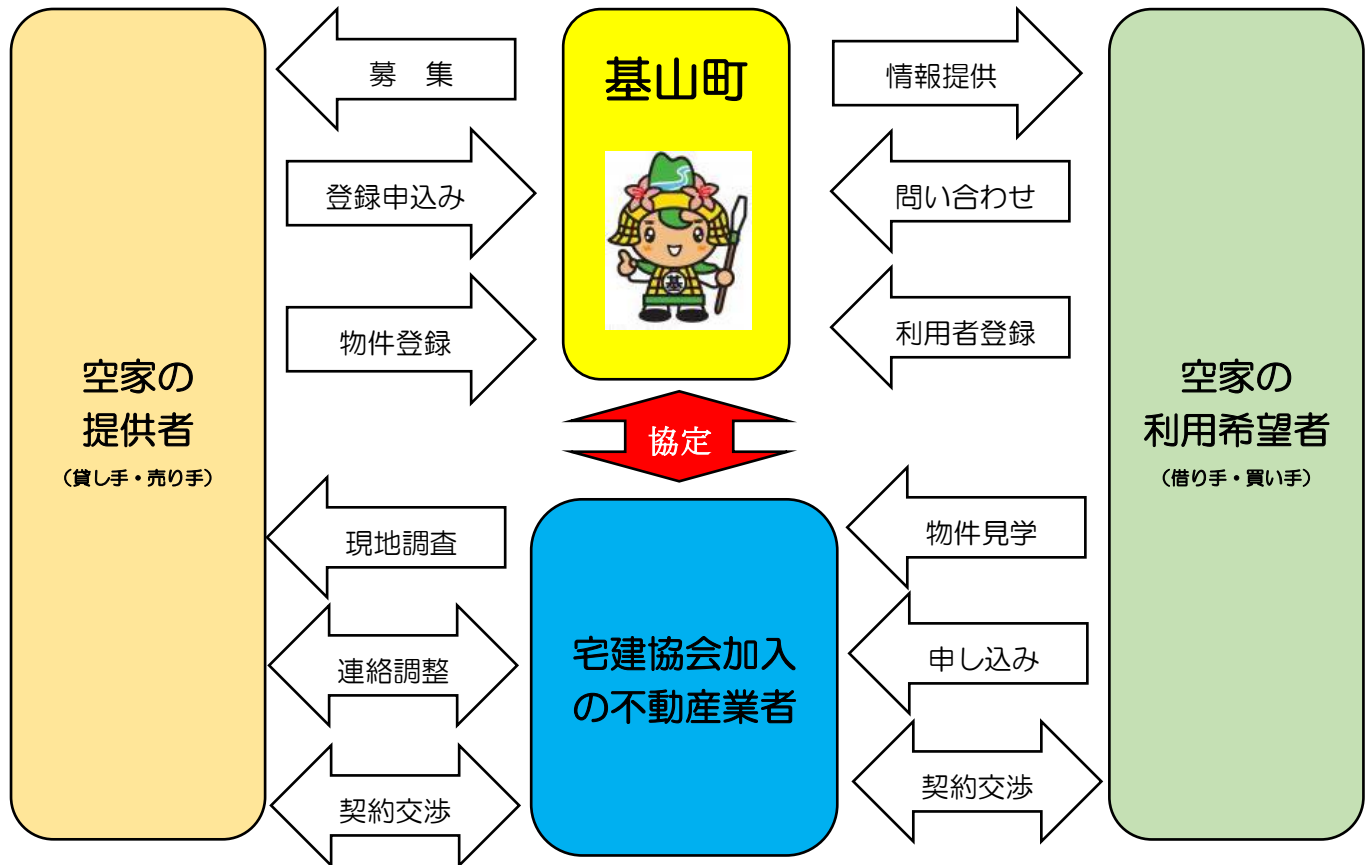 基山町
基
募　集
登録申込み
物件登録
情報提供
問い合わせ
利用者登録
空家の
提供者
（貸し手・売り手）
協定
空家の
利用希望者
（借り手・買い手）
現地調査
連絡調整
契約交渉
宅建協会加入
の不動産業者
物件見学
申し込み
契約交渉